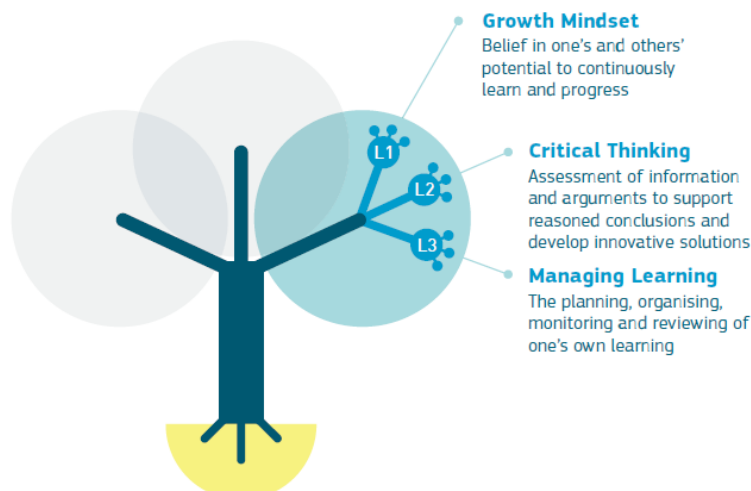 Growth Mindset
Belief in one's and others'
potential to continuously
learn and progress
L1
L2
L3
Critical Thinking
Assessment of information
and arguments to support
reasoned conclusions and
develop innovative solutions
Managing Learning
The planning, organising,
monitoring and reviewing of
one's own learning